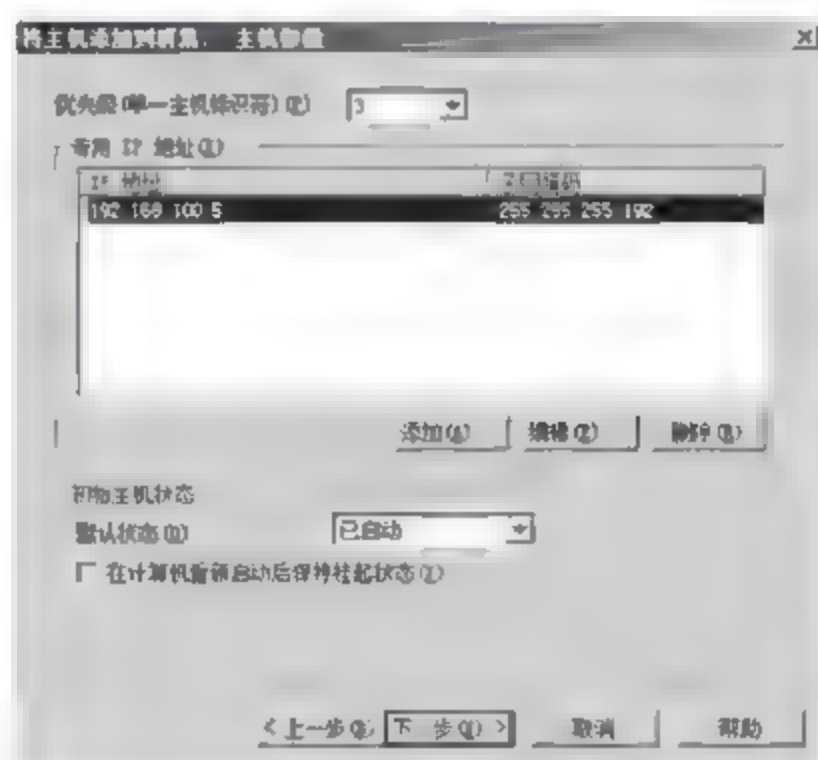 将主机添加到群集 主机参数
优先级(单一主机标识符)(P) 3
专用 IP 地址(I)
IP 地址 子网掩码
192 168 100 5 255 255 255 192
添加(A) 编辑(E) 删除(R)
初始主机状态
默认状态(D) 已启动
在计算机重新启动后保持挂起状态(T)
< 上一步(B) 下 步(N) > 取消 帮助